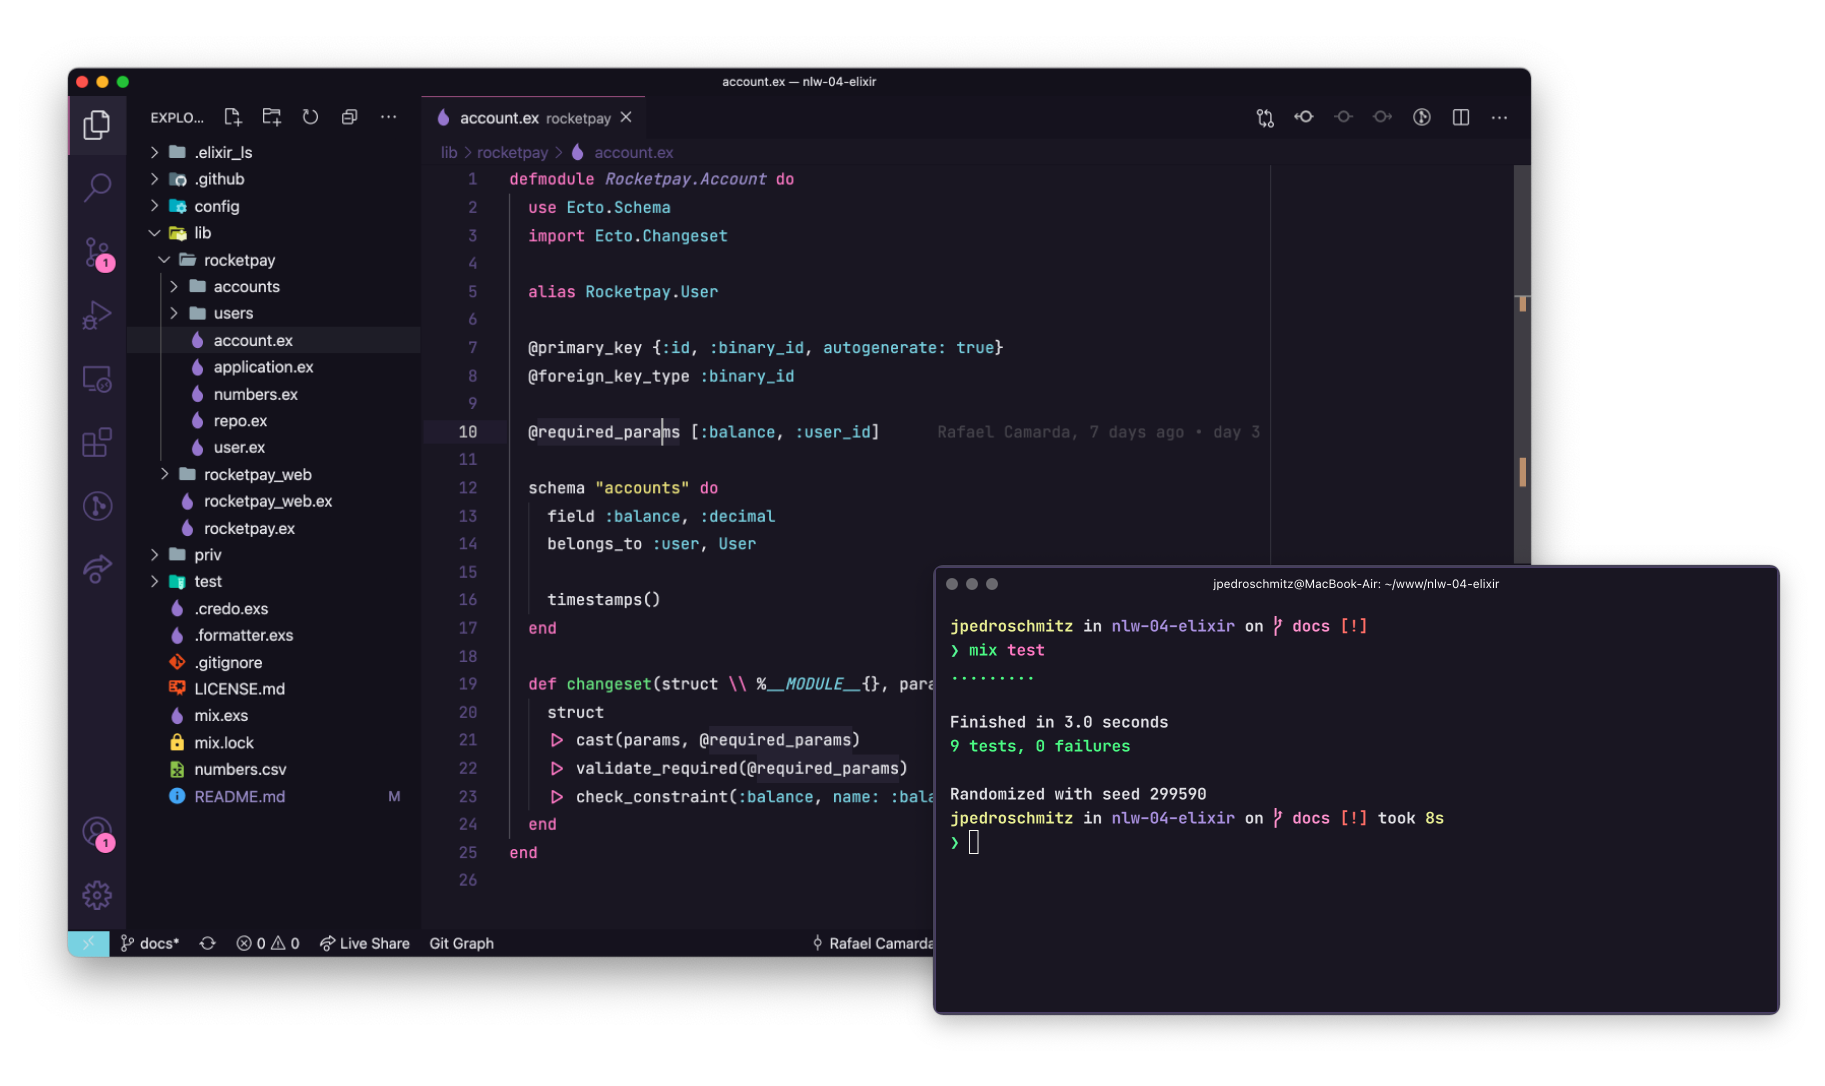 account.ex — nlw-04-elixir
EXPLO...
account.ex rocketpay
lib > rocketpay > account.ex
.elixir_ls
.github
config
lib
rocketpay
accounts
users
account.ex
application.ex
numbers.ex
repo.ex
user.ex
rocketpay_web
rocketpay_web.ex
rocketpay.ex
priv
test
.credo.exs
.formatter.exs
.gitignore
LICENSE.md
mix.exs
mix.lock
numbers.csv
README.md M
1
1
1 defmodule Rocketpay.Account do
2 use Ecto.Schema
3 import Ecto.Changeset
4
5 alias Rocketpay.User
6
7 @primary_key {:id, :binary_id, autogenerate: true}
8 @foreign_key_type :binary_id
9
10 @required_params [:balance, :user_id] Rafael Camarda, 7 days ago • day 3
11
12 schema "accounts" do
13 field :balance, :decimal
14 belongs_to :user, User
15
16 timestamps()
17 end
18
19 def changeset(struct \\ %__MODULE__{}, para
20 struct
21 ▷ cast(params, @required_params)
22 ▷ validate_required(@required_params)
23 ▷ check_constraint(:balance, name: :bala
24 end
25 end
26
docs* 0 0 Live Share Git Graph Rafael Camarda
jpedroschmitz@MacBook-Air: ~/www/nlw-04-elixir
jpedroschmitz in nlw-04-elixir on docs [!]
❯ mix test
.........
Finished in 3.0 seconds
9 tests, 0 failures
Randomized with seed 299590
jpedroschmitz in nlw-04-elixir on docs [!] took 8s
❯